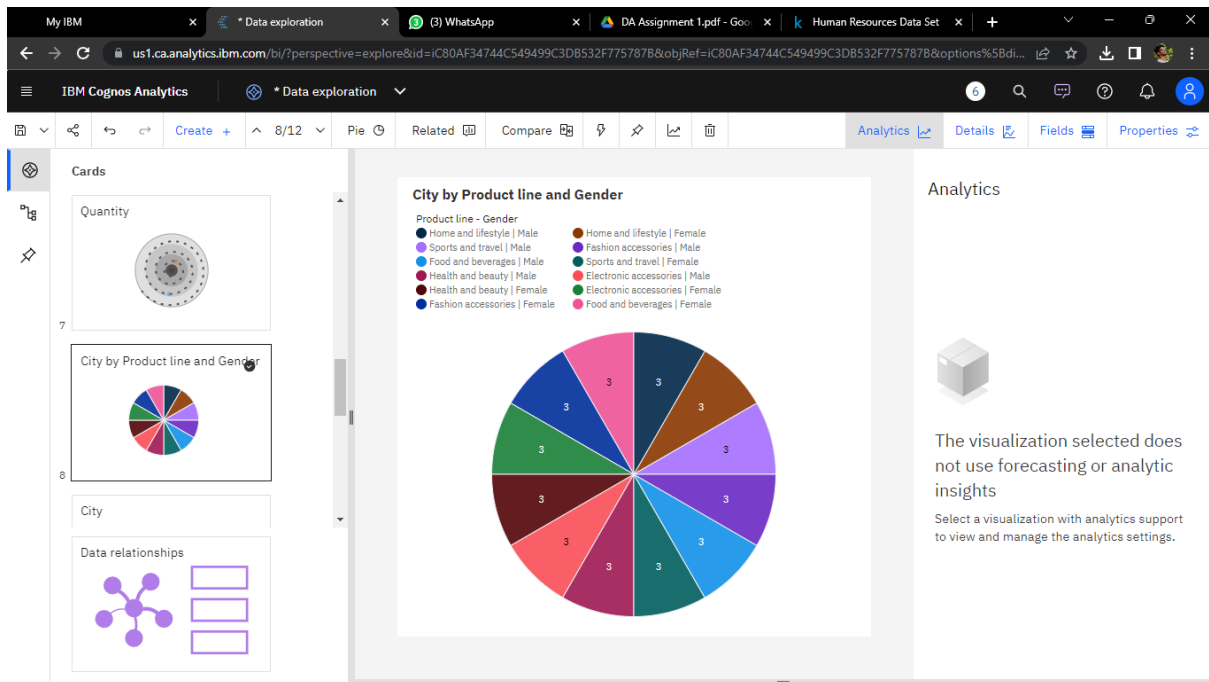 My IBM
* Data exploration
(3) WhatsApp
DA Assignment 1.pdf - Goo
Human Resources Data Set
us1.ca.analytics.ibm.com/bi/?perspective=explore&id=iC80AF34744C549499C3DB532F775787B&objRef=iC80AF34744C549499C3DB532F775787B&options%5Bdi...
IBM Cognos Analytics
* Data exploration
6
Create +
8/12
Pie
Related
Compare
Analytics
Details
Fields
Properties
Cards
Quantity
7
City by Product line and Gender
8
City
Data relationships
City by Product line and Gender
Product line - Gender
Home and lifestyle | Male
Home and lifestyle | Female
Sports and travel | Male
Fashion accessories | Male
Food and beverages | Male
Sports and travel | Female
Health and beauty | Male
Electronic accessories | Male
Health and beauty | Female
Electronic accessories | Female
Fashion accessories | Female
Food and beverages | Female
3
3
3
3
3
3
3
3
3
3
3
3
Analytics
The visualization selected does
not use forecasting or analytic
insights
Select a visualization with analytics support
to view and manage the analytics settings.